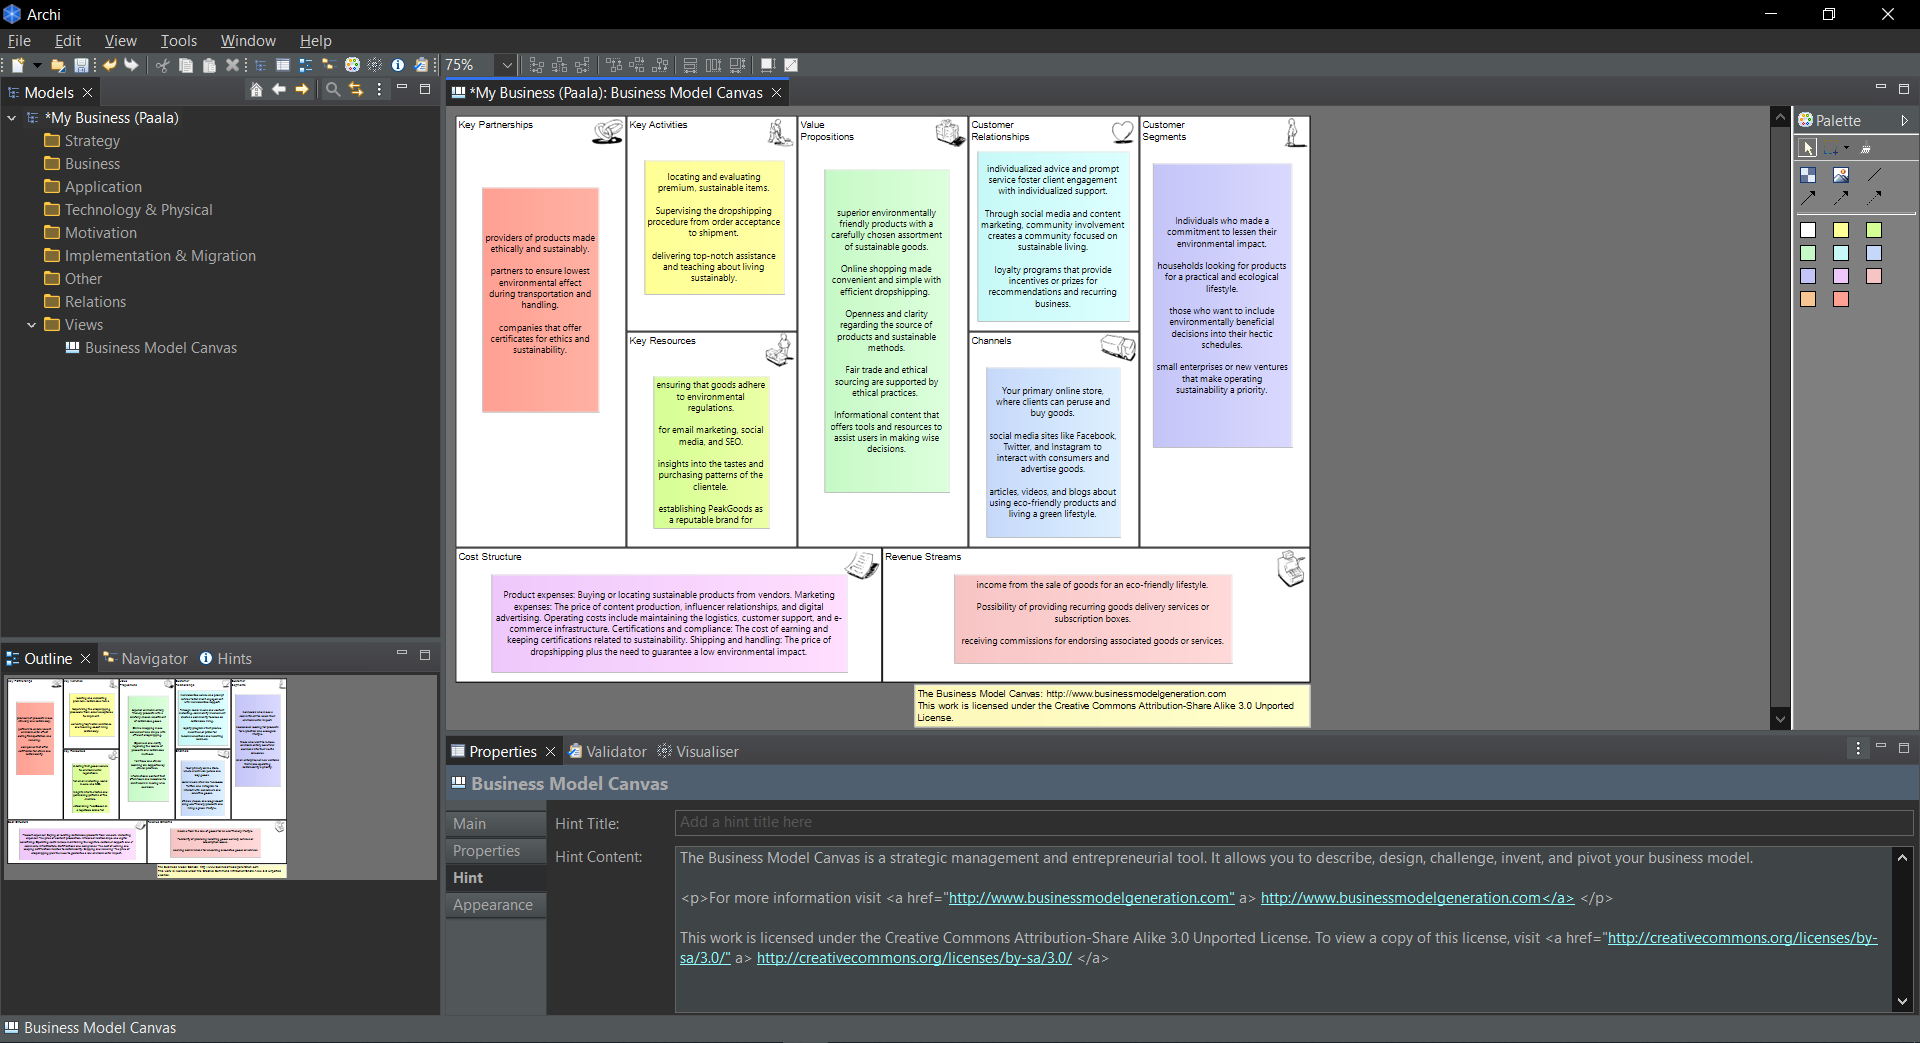 Archi
File Edit View Tools Window Help
75%
Models
*My Business (Paala)
Strategy
Business
Application
Technology & Physical
Motivation
Implementation & Migration
Other
Relations
Views
Business Model Canvas
*My Business (Paala): Business Model Canvas
Key Partnerships
providers of products made
ethically and sustainably.
partners to ensure lowest
environmental effect
during transportation and
handling.
companies that offer
certificates for ethics and
sustainability.
Key Activities
locating and evaluating
premium, sustainable items.
Supervising the dropshipping
procedure from order acceptance
to shipment.
delivering top-notch assistance
and teaching about living
sustainably.
Key Resources
ensuring that goods adhere
to environmental
regulations.
for email marketing, social
media, and SEO.
insights into the tastes and
purchasing patterns of the
clientele.
establishing PeakGoods as
a reputable brand for
Value
Propositions
superior environmentally
friendly products with a
carefully chosen assortment
of sustainable goods.
Online shopping made
convenient and simple with
efficient dropshipping.
Openness and clarity
regarding the source of
products and sustainable
methods.
Fair trade and ethical
sourcing are supported by
ethical practices.
Informational content that
offers tools and resources to
assist users in making wise
decisions.
Customer
Relationships
individualized advice and prompt
service foster client engagement
with individualized support.
Through social media and content
marketing, community involvement
creates a community focused on
sustainable living.
loyalty programs that provide
incentives or prizes for
recommendations and recurring
business.
Channels
Your primary online store,
where clients can peruse and
buy goods.
social media sites like Facebook,
Twitter, and Instagram to
interact with consumers and
advertise goods.
articles, videos, and blogs about
using eco-friendly products and
living a green lifestyle.
Customer
Segments
Individuals who made a
commitment to lessen their
environmental impact.
households looking for products
for a practical and ecological
lifestyle.
those who want to include
environmentally beneficial
decisions into their hectic
schedules.
small enterprises or new ventures
that make operating
sustainability a priority.
Cost Structure
Product expenses: Buying or locating sustainable products from vendors. Marketing
expenses: The price of content production, influencer relationships, and digital
advertising. Operating costs include maintaining the logistics, customer support, and e-
commerce infrastructure. Certifications and compliance: The cost of earning and
keeping certifications related to sustainability. Shipping and handling: The price of
dropshipping plus the need to guarantee a low environmental impact.
Revenue Streams
income from the sale of goods for an eco-friendly lifestyle.
Possibility of providing recurring goods delivery services or
subscription boxes.
receiving commissions for endorsing associated goods or services.
The Business Model Canvas: http://www.businessmodelgeneration.com
This work is licensed under the Creative Commons Attribution-Share Alike 3.0 Unported
License.
Palette
Outline Navigator Hints
Properties Validator Visualiser
Business Model Canvas
Main
Properties
Hint
Appearance
Hint Title:
Add a hint title here
Hint Content:
The Business Model Canvas is a strategic management and entrepreneurial tool. It allows you to describe, design, challenge, invent, and pivot your business model.
<p>For more information visit <a href="http://www.businessmodelgeneration.com" a> http://www.businessmodelgeneration.com</a> </p>
This work is licensed under the Creative Commons Attribution-Share Alike 3.0 Unported License. To view a copy of this license, visit <a href="http://creativecommons.org/licenses/by-
sa/3.0/" a> http://creativecommons.org/licenses/by-sa/3.0/ </a>
Business Model Canvas